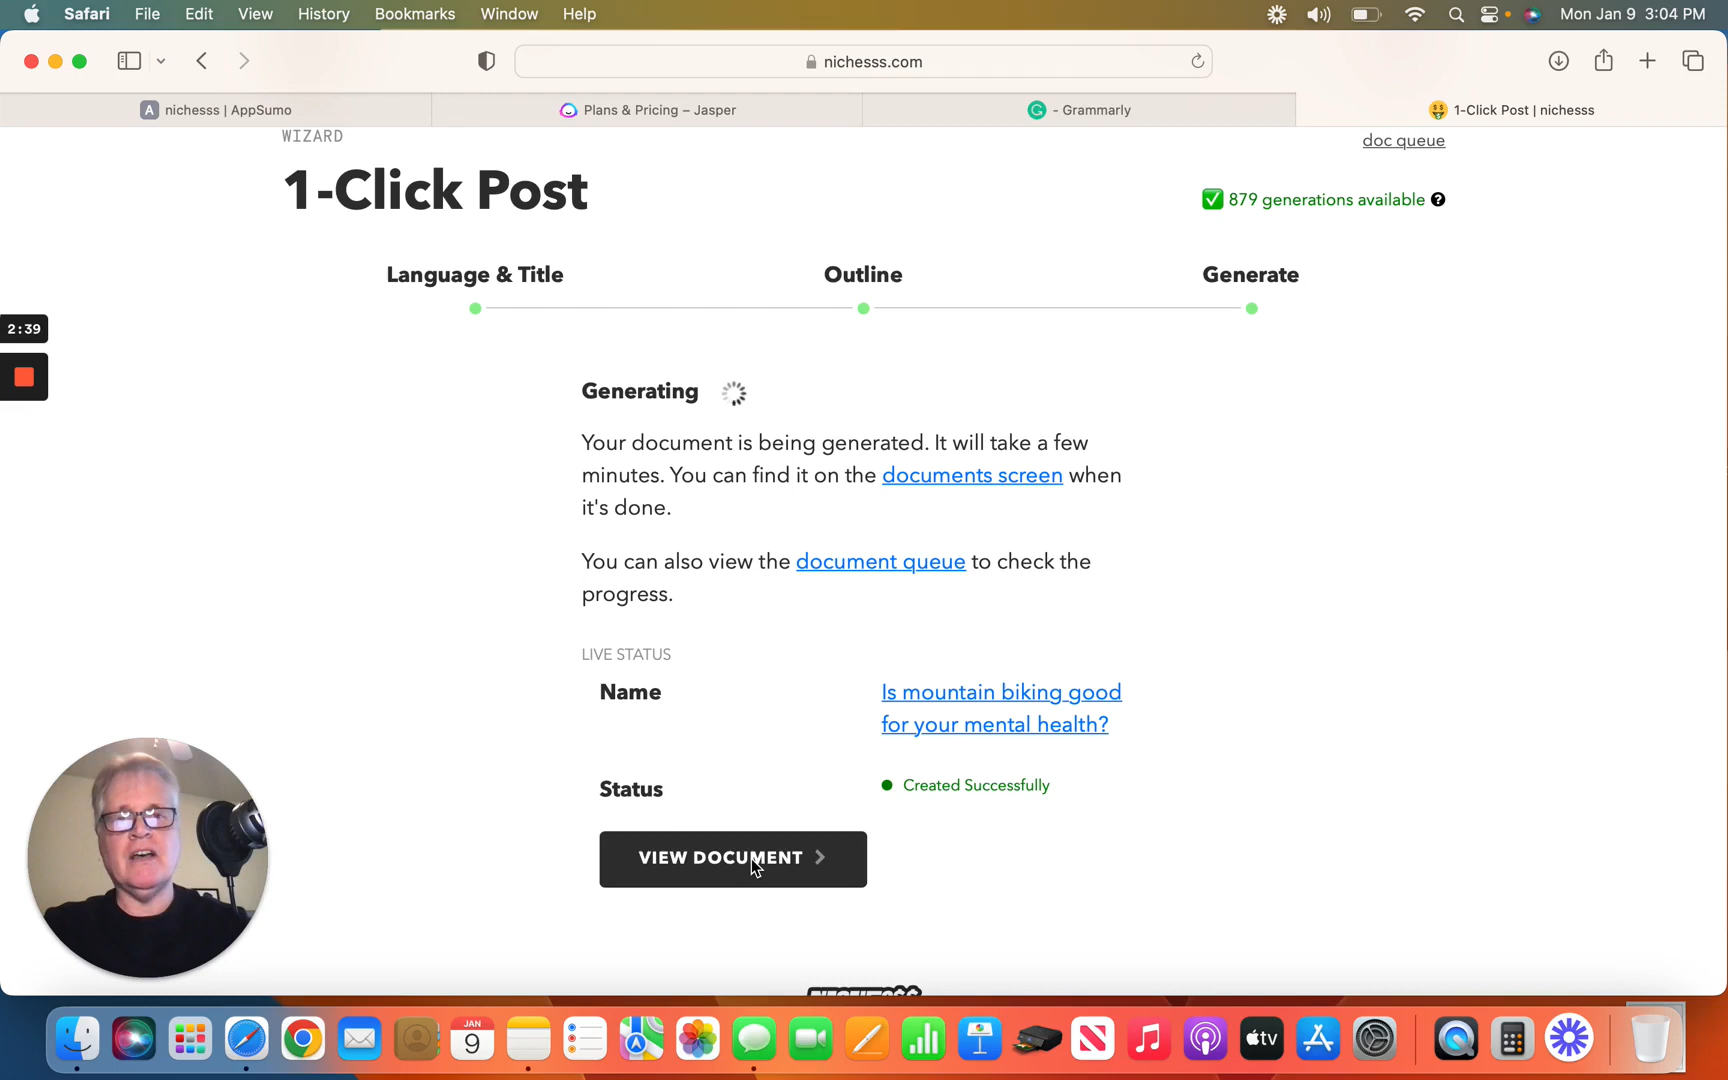 Safari File Edit View History Bookmarks Window Help Mon Jan 9 3:04 PM
nichesss.com
A nichesss | AppSumo
Plans & Pricing – Jasper
G - Grammarly
1-Click Post | nichesss
WIZARD
doc queue
1-Click Post
879 generations available ?
Language & Title
Outline
Generate
2:39
Generating
Your document is being generated. It will take a few
minutes. You can find it on the documents screen when
it's done.
You can also view the document queue to check the
progress.
LIVE STATUS
Name
Is mountain biking good
for your mental health?
Status
Created Successfully
VIEW DOCUMENT >
JAN
9
tv